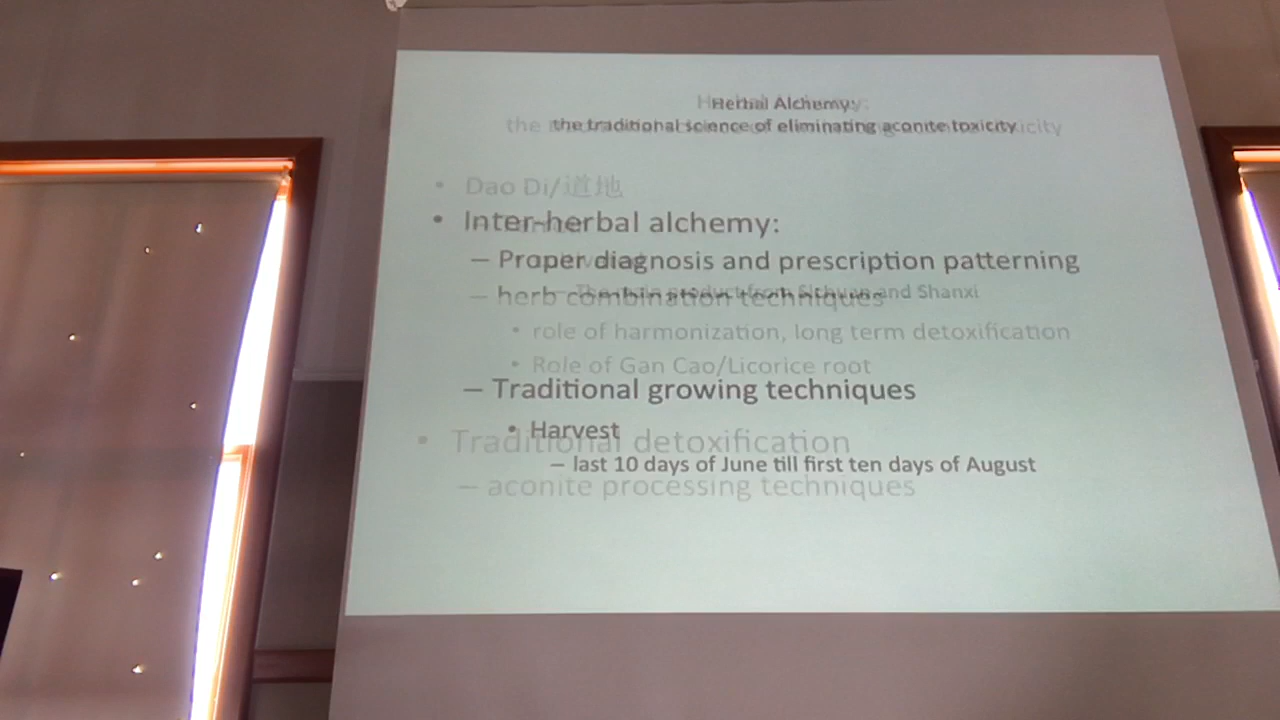 Herbal Alchemy:
the traditional science of eliminating aconite toxicity
• Dao Di/道地
• Inter-herbal alchemy:
– Proper diagnosis and prescription patterning
– herb combination techniques
– The main product from Sichuan and Shanxi
• role of harmonization, long term detoxification
• Role of Gan Cao/Licorice root
– Traditional growing techniques
• Harvest
• Traditional detoxification
– last 10 days of June till first ten days of August
– aconite processing techniques